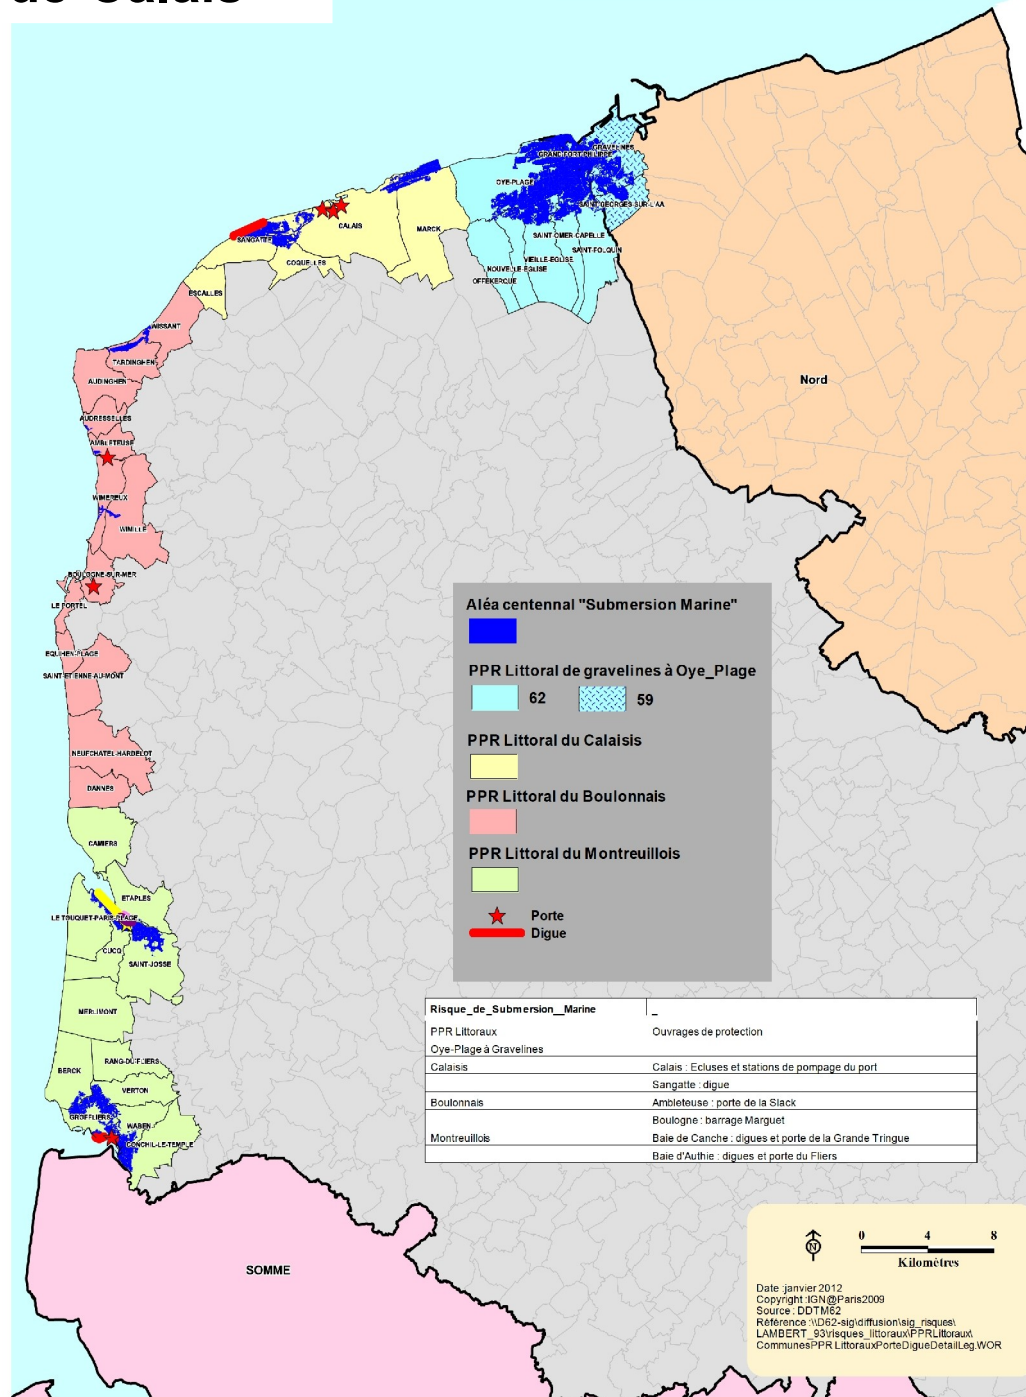 de Calais
GRAVELINES
GRAND-FORT-PHILIPPE
OYE-PLAGE
SAINT-GEORGES-SUR-L'AA
CALAIS
MARCK
SANGATTE
SAINT-OMER-CAPELLE
SAINT-FOLQUIN
VIEILLE-EGLISE
COQUELLES
NOUVELLE-EGLISE
OFFEKERQUE
ESCALLES
WISSANT
TARDINGHEN
AUDINGHEN
Nord
AUDRESSELLES
AMBLETEUSE
WIMEREUX
WIMILLE
BOULOGNE-SUR-MER
LE PORTEL
EQUIHEN-PLAGE
SAINT-ETIENNE-AU-MONT
NEUFCHATEL-HARDELOT
DANNES
CAMIERS
ETAPLES
LE TOUQUET-PARIS-PLAGE
CUCQ
SAINT-JOSSE
MERLIMONT
RANG-DU-FLIERS
BERCK
VERTON
GROFFLIERS
WABEN
CONCHIL-LE-TEMPLE
SOMME
Aléa centennal "Submersion Marine"
PPR Littoral de gravelines à Oye_Plage
62 59
PPR Littoral du Calaisis
PPR Littoral du Boulonnais
PPR Littoral du Montreuillois
Porte
Digue
Risque_de_Submersion__Marine _
PPR Littoraux Ouvrages de protection
Oye-Plage à Gravelines
Calaisis Calais : Ecluses et stations de pompage du port
Sangatte : digue
Boulonnais Ambleteuse : porte de la Slack
Boulogne : barrage Marguet
Montreuillois Baie de Canche : digues et porte de la Grande Tringue
Baie d'Authie : digues et porte du Fliers
N
0 4 8
Kilomètres
Date :janvier 2012
Copyright :IGN@Paris2009
Source : DDTM62
Référence :\\D62-sig\diffusion\sig_risques\
LAMBERT_93\risques_littoraux\PPRLittoraux\
CommunesPPR LittorauxPorteDigueDetailLeg.WOR